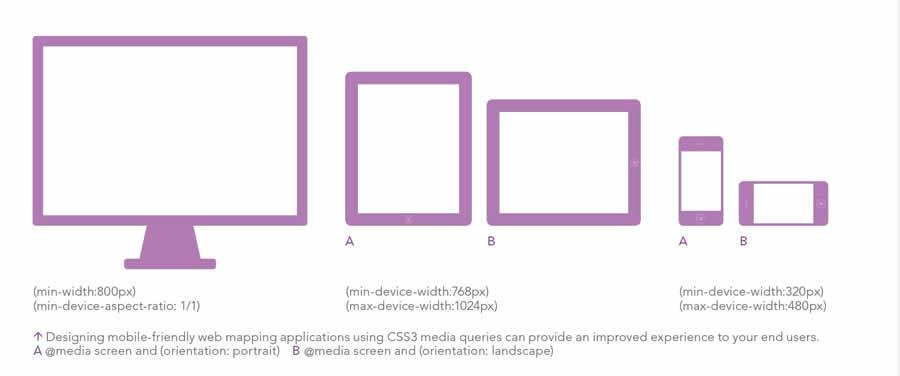 A
B
A
B
(min-width:800px)
(min-device-aspect-ratio: 1/1)
(min-device-width:768px)
(max-device-width:1024px)
(min-device-width:320px)
(max-device-width:480px)
↑ Designing mobile-friendly web mapping applications using CSS3 media queries can provide an improved experience to your end users.
A @media screen and (orientation: portrait) B @media screen and (orientation: landscape)